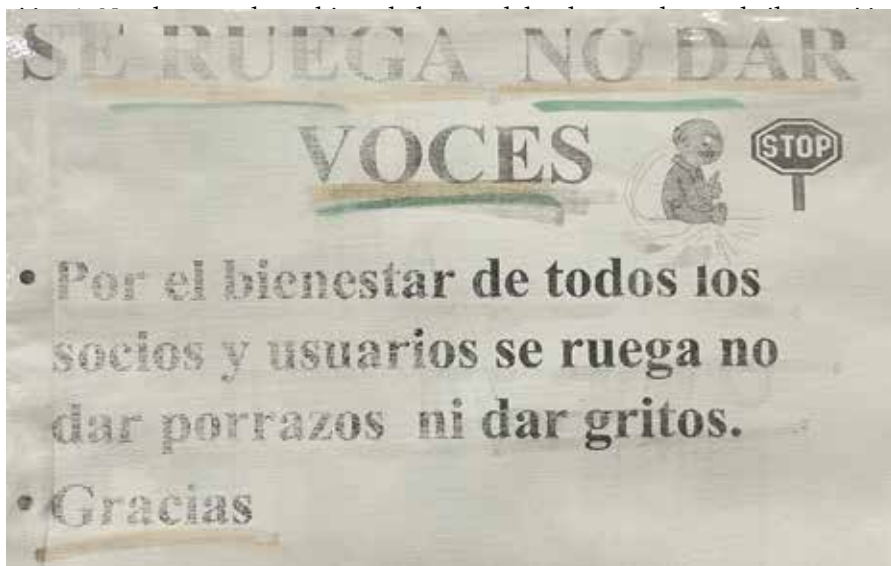 SE RUEGA NO DAR
VOCES
STOP
• Por el bienestar de todos los
socios y usuarios se ruega no
dar porrazos ni dar gritos.
• Gracias